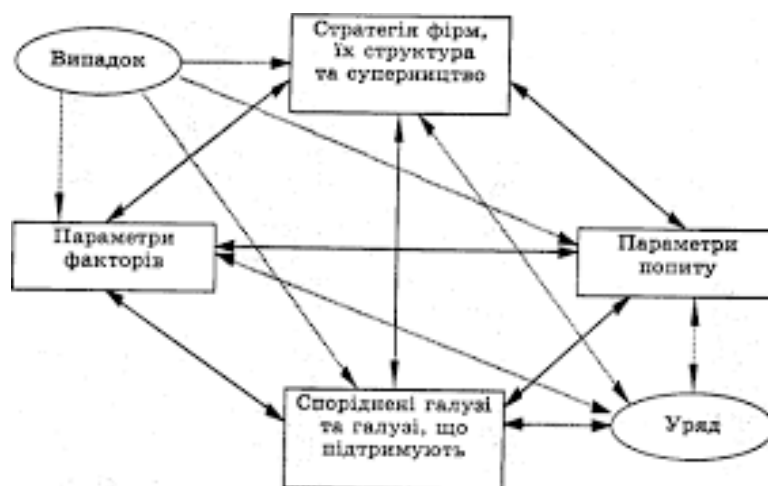 Стратегія фірм,
їх структура
та суперництво
Випадок
Параметри
факторів
Параметри
попиту
Споріднені галузі
та галузі, що
підтримують
Уряд